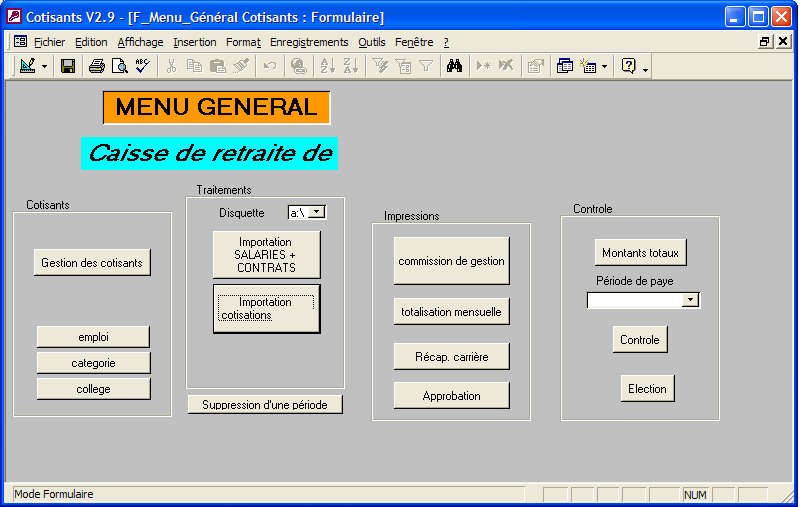 Cotisants V2.9 - [F_Menu_Général Cotisants : Formulaire]
Fichier Edition Affichage Insertion Format Enregistrements Outils Fenêtre ?
ABC
A Z
Z A
MENU GENERAL
Caisse de retraite de
Cotisants
Gestion des cotisants
emploi
categorie
college
Traitements
Disquette a:\
Importation
SALARIES +
CONTRATS
Importation
cotisations
Suppression d'une période
Impressions
commission de gestion
totalisation mensuelle
Récap. carrière
Approbation
Controle
Montants totaux
Période de paye
Controle
Election
Mode Formulaire
NUM